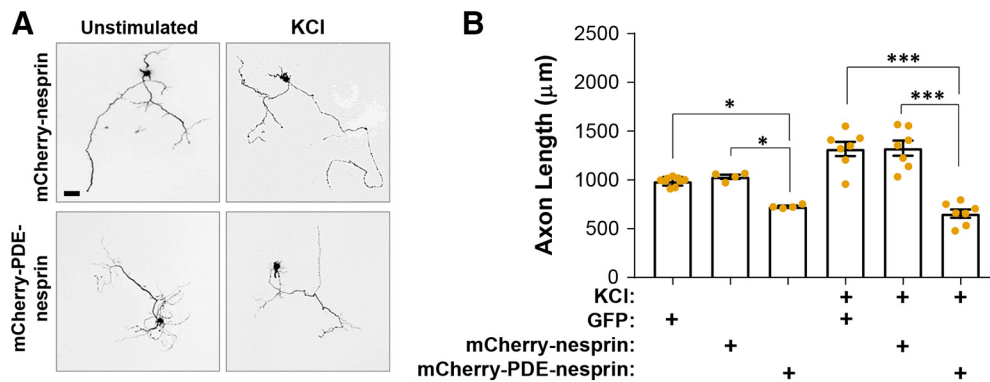 A
Unstimulated
KCl
mCherry-nesprin
mCherry-PDE-
nesprin
B
Axon Length (μm)
2500
2000
1500
1000
500
0
*
*
***
***
KCl: + + +
GFP: + +
mCherry-nesprin: + +
mCherry-PDE-nesprin: + +